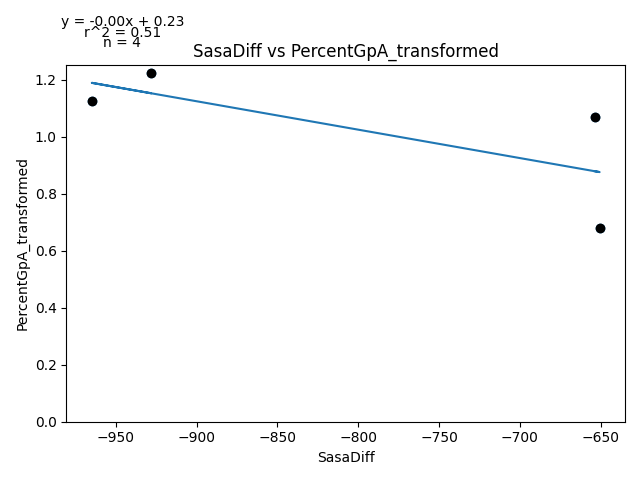 y = -0.00x + 0.23
r^2 = 0.51
n = 4
SasaDiff vs PercentGpA_transformed
PercentGpA_transformed
1.2
1.0
0.8
0.6
0.4
0.2
0.0
−950
−900
−850
−800
−750
−700
−650
SasaDiff